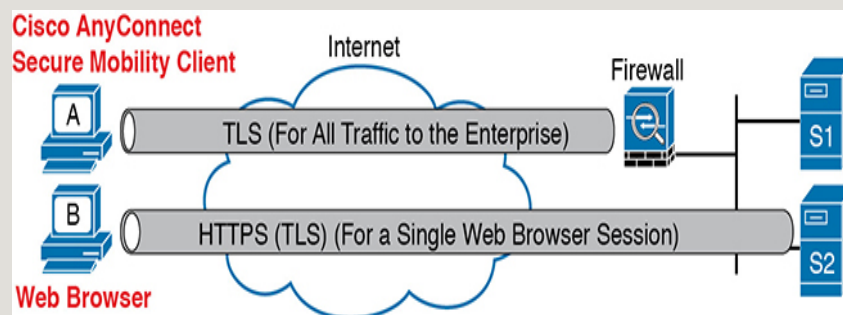 Cisco AnyConnect
Secure Mobility Client
Internet
Firewall
A
TLS (For All Traffic to the Enterprise)
S1
B
HTTPS (TLS) (For a Single Web Browser Session)
S2
Web Browser